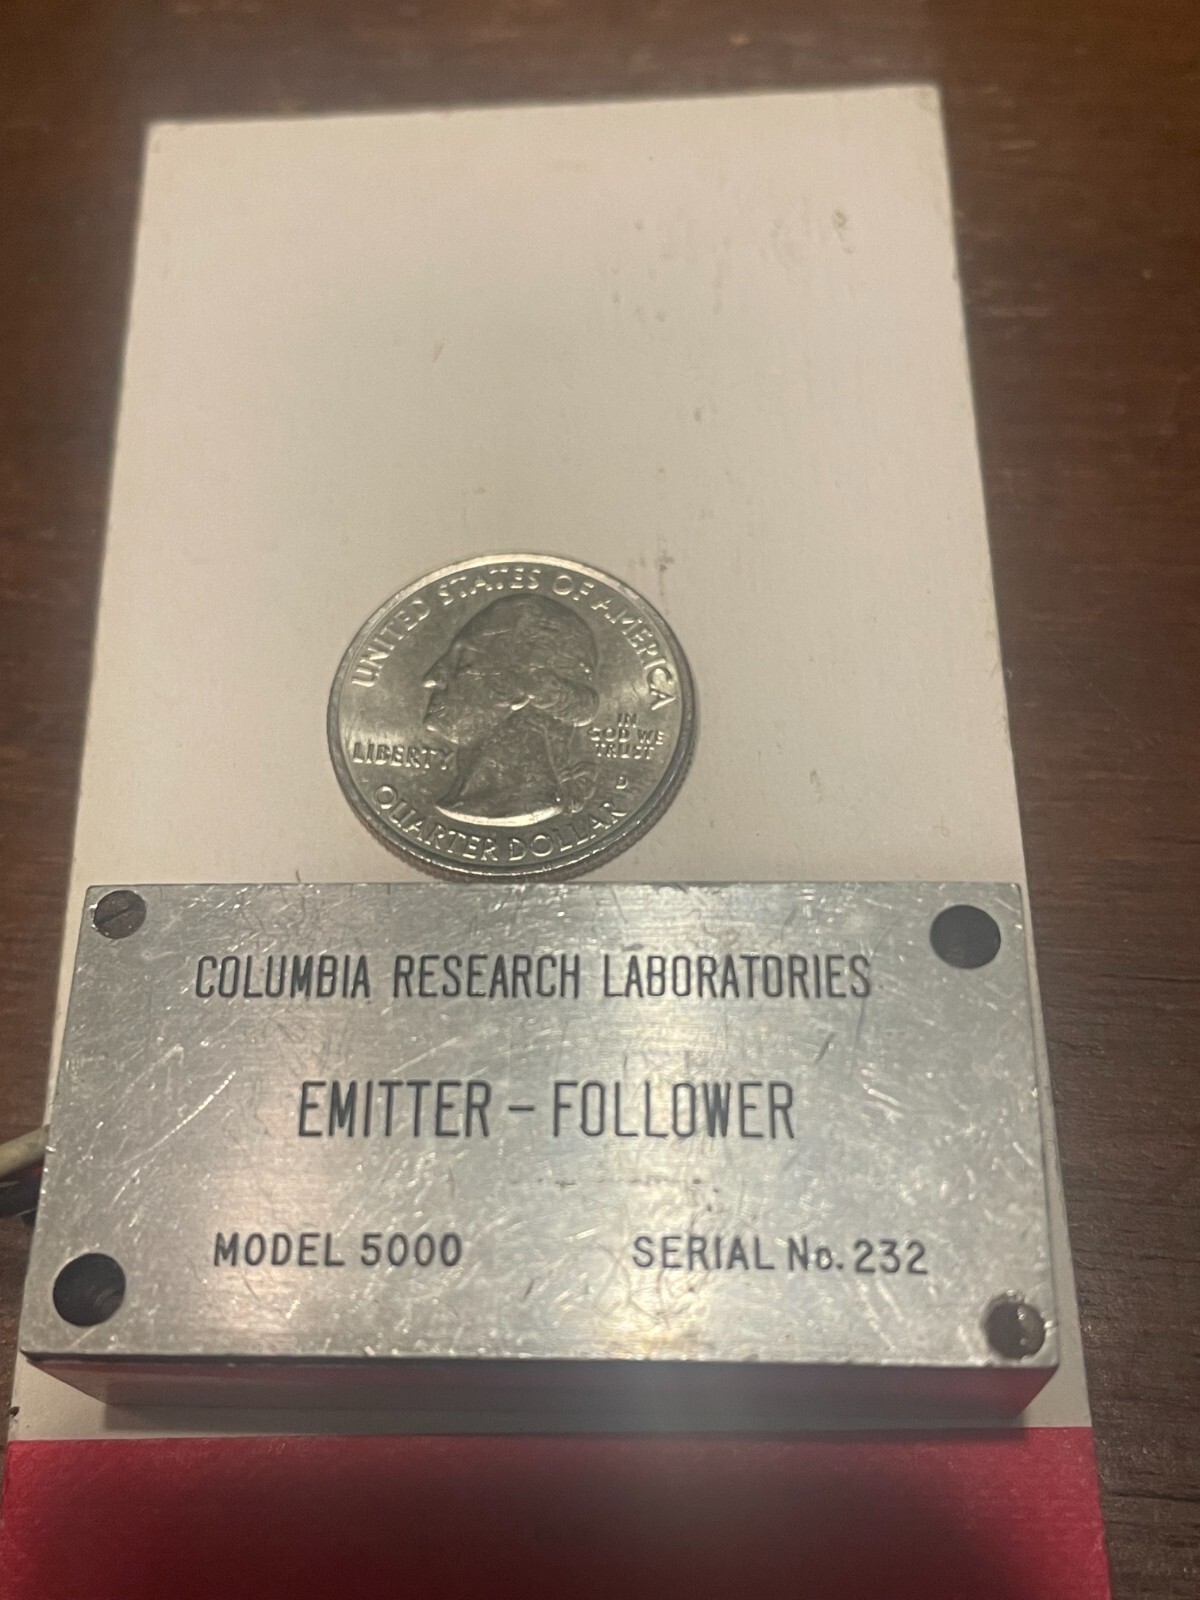 UNITED STATES OF AMERICA
LIBERTY
IN
GOD WE
TRUST
D
QUARTER DOLLAR
COLUMBIA RESEARCH LABORATORIES
EMITTER - FOLLOWER
MODEL 5000 SERIAL No. 232